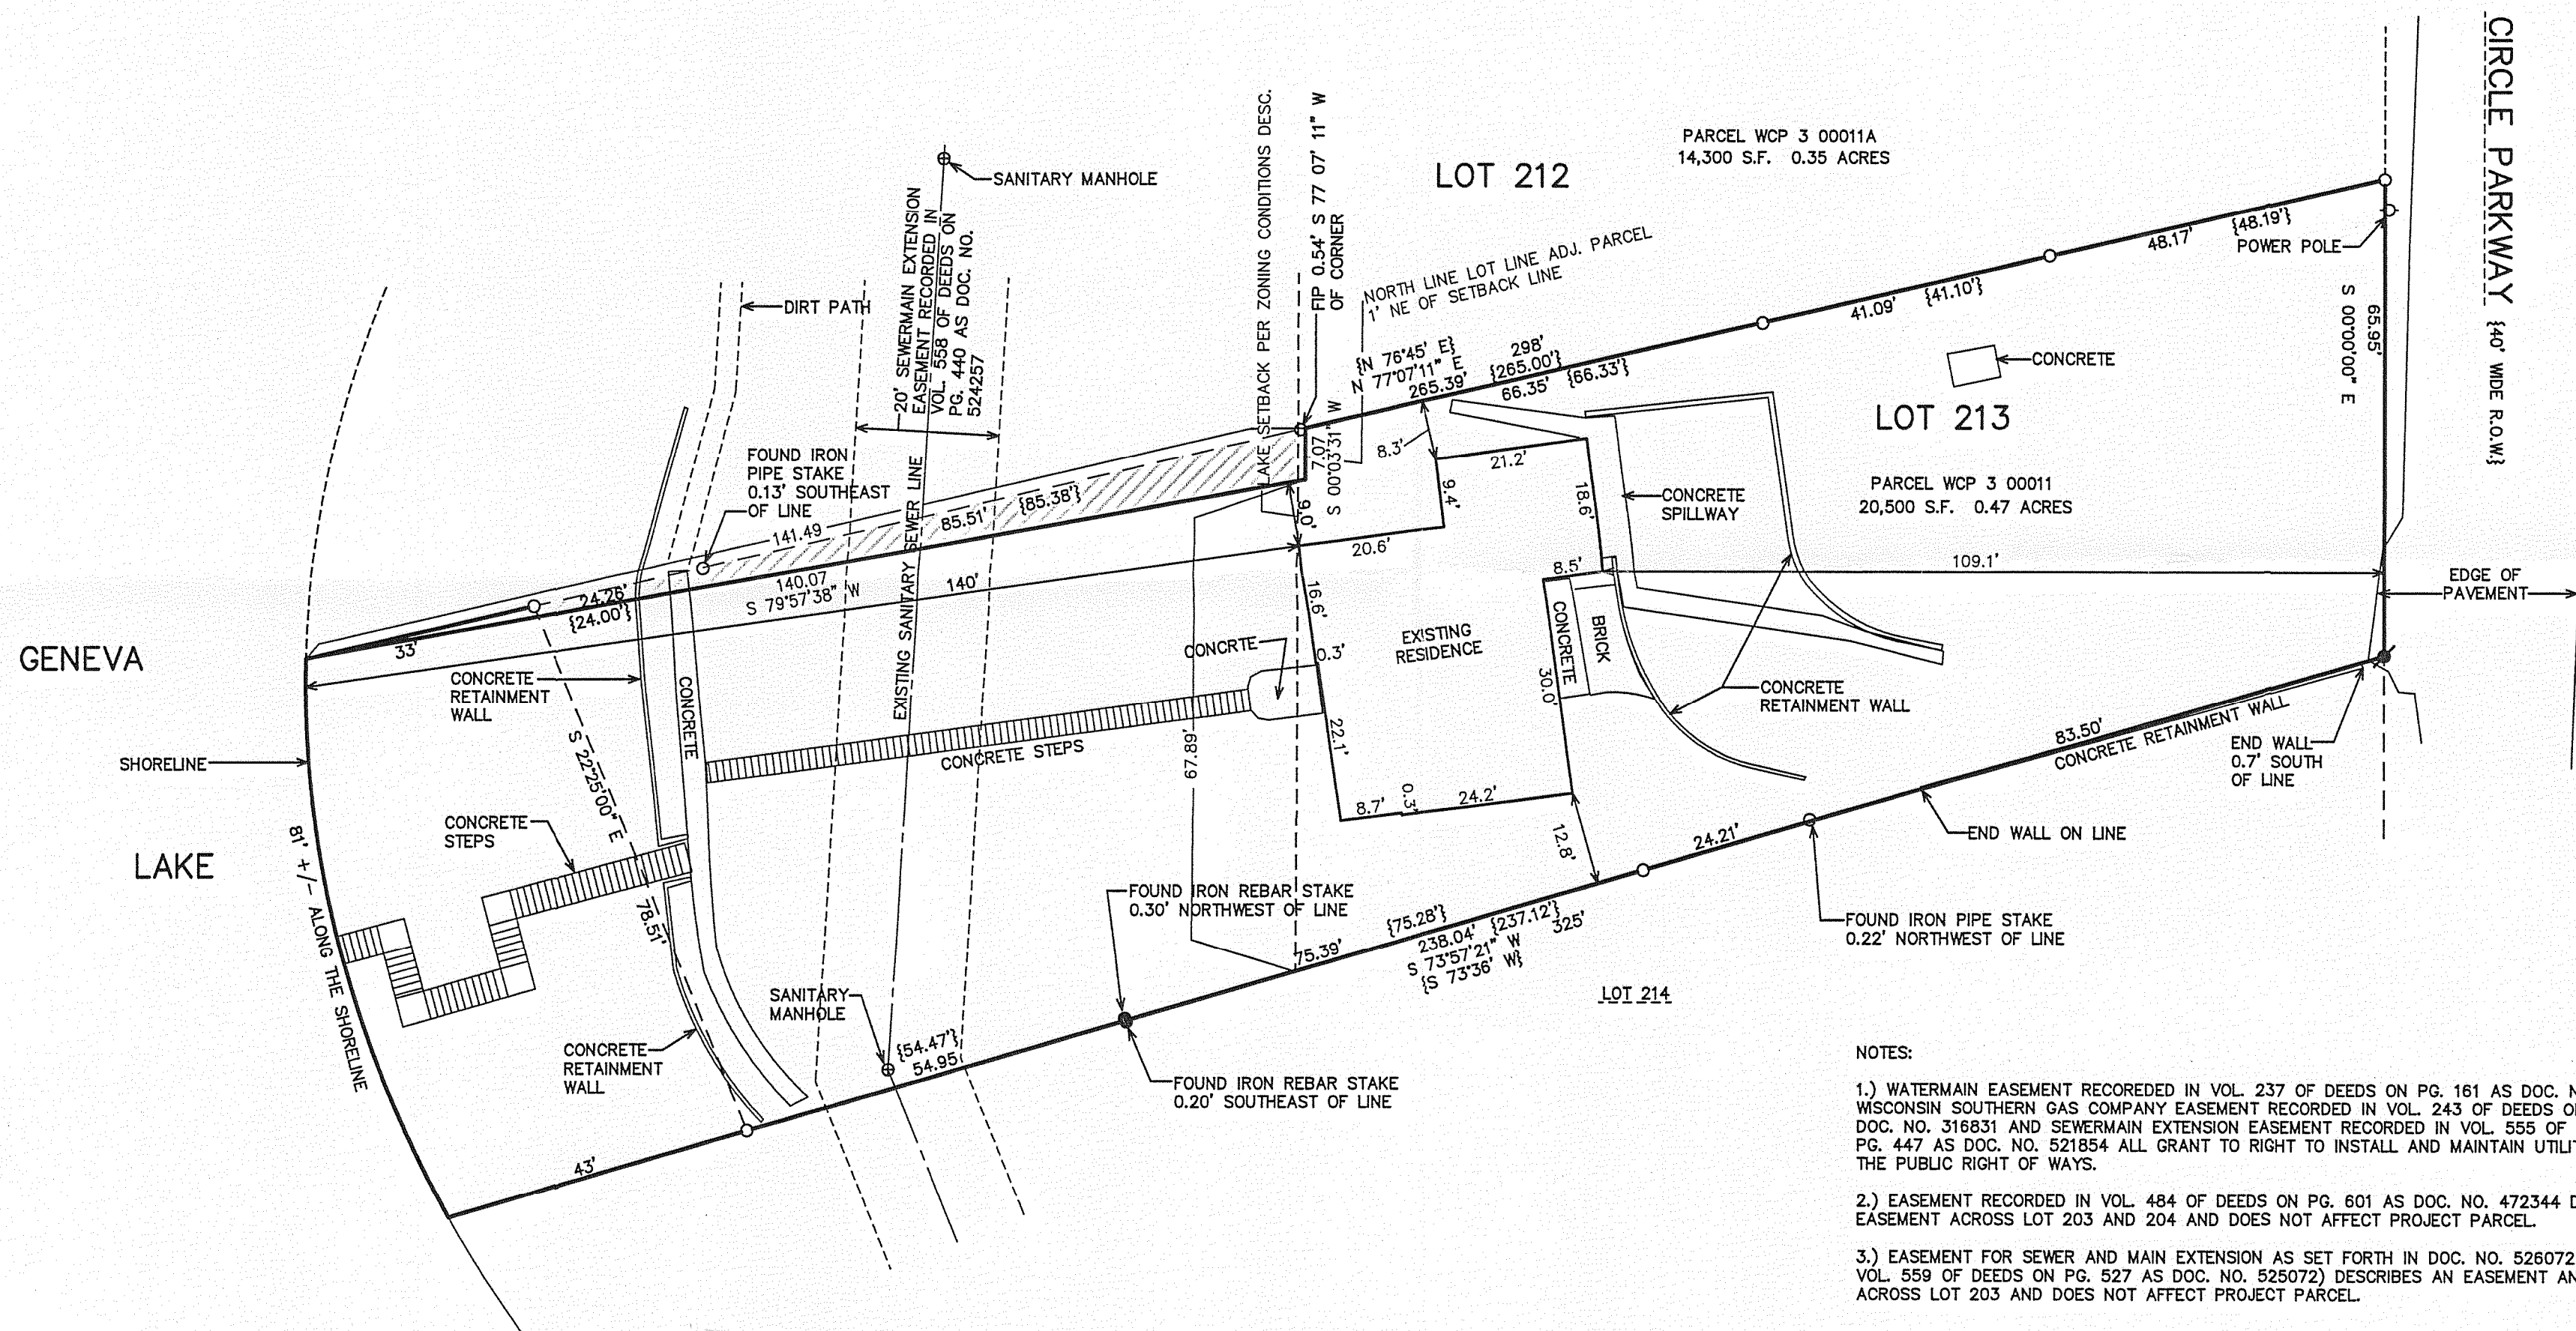 CIRCLE PARKWAY {40' WIDE R.O.W.}
PARCEL WCP 3 00011A
14,300 S.F. 0.35 ACRES
LOT 212
SANITARY MANHOLE
20' SEWERMAIN EXTENSION
EASEMENT RECORDED IN
VOL. 558 OF DEEDS ON
PG. 440 AS DOC. NO.
524257
LAKE SETBACK PER ZONING CONDITIONS DESC.
FIP 0.54' S 77 07' 11" W
OF CORNER
NORTH LINE LOT LINE ADJ. PARCEL
1' NE OF SETBACK LINE
{48.19'}
48.17'
POWER POLE
65.95'
S 00°00'00" E
41.09'
{41.10'}
DIRT PATH
{N 76°45' E}
N 77°07'11" E
265.39'
298'
{265.00'}
66.35'
{66.33'}
CONCRETE
LOT 213
PARCEL WCP 3 00011
20,500 S.F. 0.47 ACRES
7.07
S 00°03'31" W
8.3'
21.2'
9.4'
18.6'
CONCRETE
SPILLWAY
FOUND IRON
PIPE STAKE
0.13' SOUTHEAST
OF LINE
141.49
85.51'
{85.38'}
9.0'
20.6'
8.5'
109.1'
EDGE OF
PAVEMENT
24.26'
{24.00'}
140.07
S 79°57'38" W
140'
EXISTING SANITARY SEWER LINE
16.6'
33'
GENEVA
LAKE
SHORELINE
CONCRETE
RETAINMENT
WALL
CONCRETE
CONCRTE
0.3'
EXISTING
RESIDENCE
CONCRETE
BRICK
30.0'
CONCRETE
RETAINMENT WALL
22.1'
CONCRETE STEPS
67.89'
8.7'
0.3'
24.2'
12.8'
83.50'
CONCRETE RETAINMENT WALL
END WALL
0.7' SOUTH
OF LINE
24.21'
END WALL ON LINE
S 22°25'00" E
78.51'
CONCRETE
STEPS
81' +/- ALONG THE SHORELINE
FOUND IRON REBAR STAKE
0.30' NORTHWEST OF LINE
75.39'
{75.28'}
238.04'
{237.12'}
325'
S 73°57'21" W
{S 73°36' W}
FOUND IRON PIPE STAKE
0.22' NORTHWEST OF LINE
LOT 214
SANITARY
MANHOLE
{54.47'}
54.95
CONCRETE
RETAINMENT
WALL
FOUND IRON REBAR STAKE
0.20' SOUTHEAST OF LINE
43'
NOTES:
1.) WATERMAIN EASEMENT RECOREDED IN VOL. 237 OF DEEDS ON PG. 161 AS DOC.
WISCONSIN SOUTHERN GAS COMPANY EASEMENT RECORDED IN VOL. 243 OF DEEDS
DOC. NO. 316831 AND SEWERMAIN EXTENSION EASEMENT RECORDED IN VOL. 555 OF
PG. 447 AS DOC. NO. 521854 ALL GRANT TO RIGHT TO INSTALL AND MAINTAIN
THE PUBLIC RIGHT OF WAYS.
2.) EASEMENT RECORDED IN VOL. 484 OF DEEDS ON PG. 601 AS DOC. NO. 472344
EASEMENT ACROSS LOT 203 AND 204 AND DOES NOT AFFECT PROJECT PARCEL.
3.) EASEMENT FOR SEWER AND MAIN EXTENSION AS SET FORTH IN DOC. NO. 526072
VOL. 559 OF DEEDS ON PG. 527 AS DOC. NO. 525072) DESCRIBES AN EASEMENT
ACROSS LOT 203 AND DOES NOT AFFECT PROJECT PARCEL.